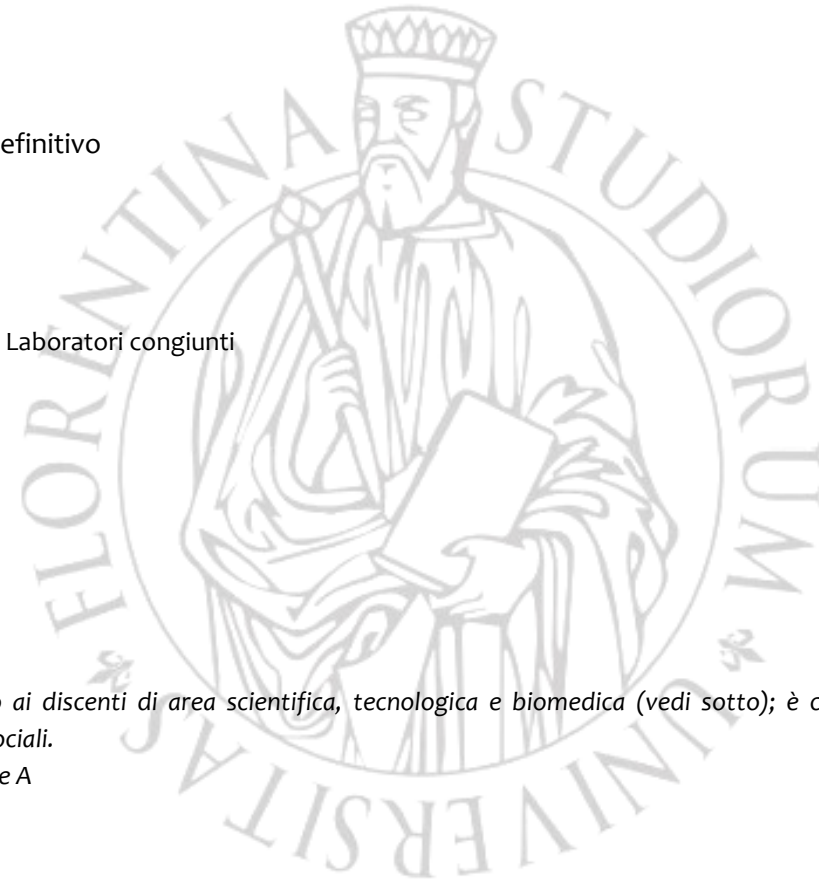 efinitivo
Laboratori congiunti
o ai discenti di area scientifica, tecnologica e biomedica (vedi sotto); è c
ociali.
e A
FLORENTINA STUDIORUM UNIVERSITAS